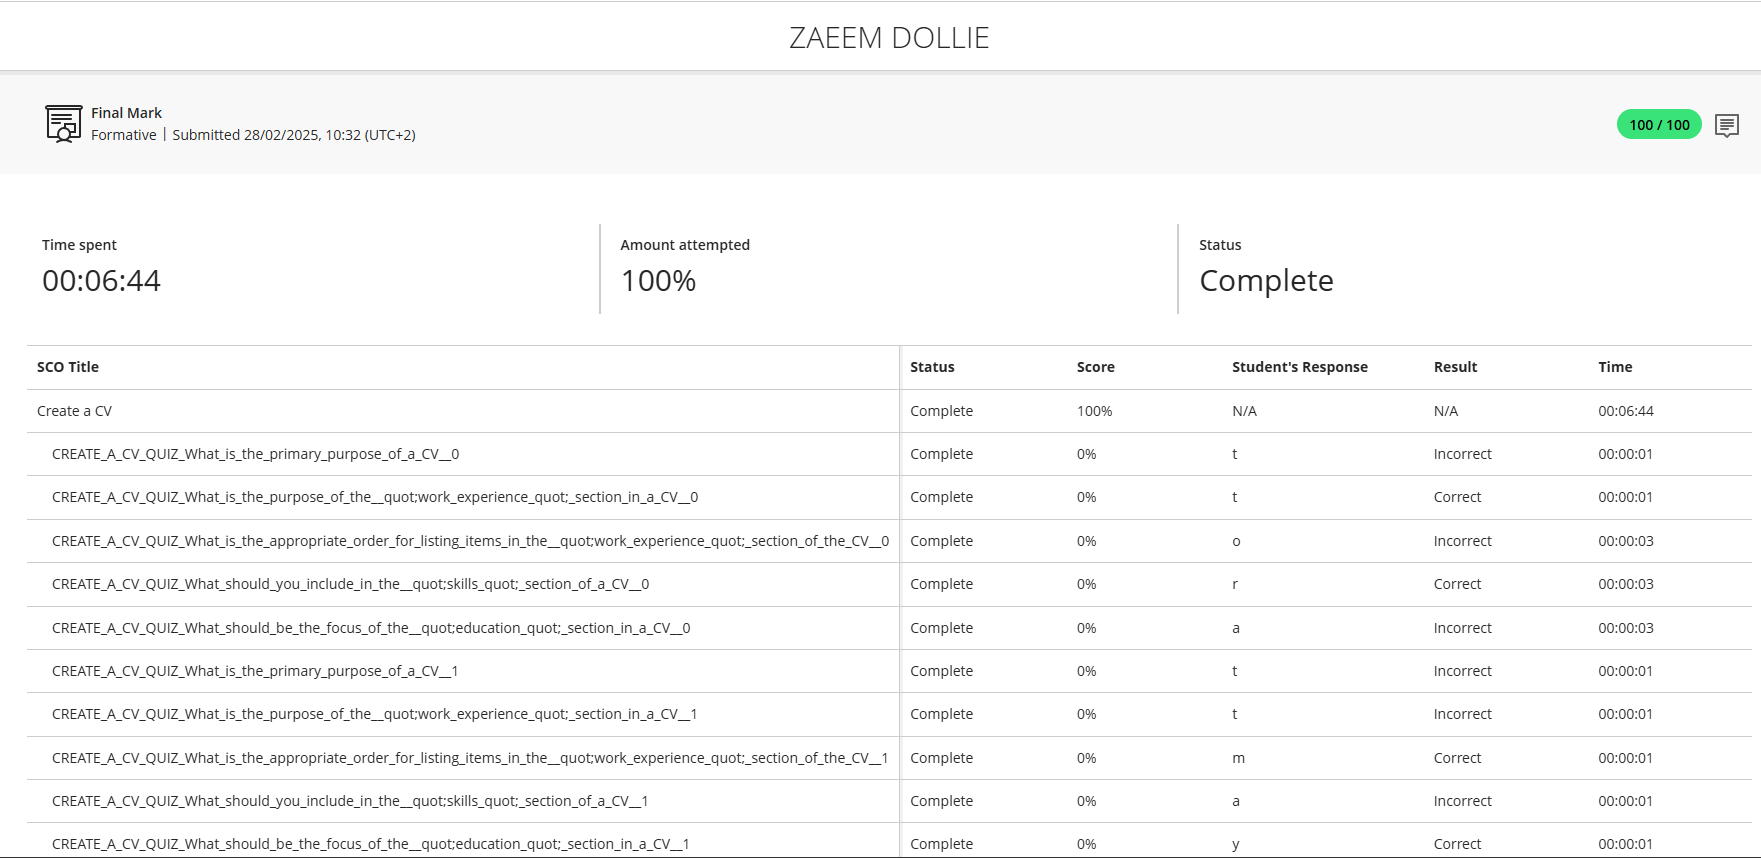 ZAEEM DOLLIE
Final Mark
Formative | Submitted 28/02/2025, 10:32 (UTC+2)
100 / 100
Time spent
00:06:44
Amount attempted
100%
Status
Complete
SCO Title Status Score Student's Response Result Time
Create a CV Complete 100% N/A N/A 00:06:44
CREATE_A_CV_QUIZ_What_is_the_primary_purpose_of_a_CV__0 Complete 0% t Incorrect 00:00:01
CREATE_A_CV_QUIZ_What_is_the_purpose_of_the__quot;work_experience_quot;_section_in_a_CV__0 Complete 0% t Correct 00:00:01
CREATE_A_CV_QUIZ_What_is_the_appropriate_order_for_listing_items_in_the__quot;work_experience_quot;_section_of_the_CV__0 Complete 0% o Incorrect 00:00:03
CREATE_A_CV_QUIZ_What_should_you_include_in_the__quot;skills_quot;_section_of_a_CV__0 Complete 0% r Correct 00:00:03
CREATE_A_CV_QUIZ_What_should_be_the_focus_of_the__quot;education_quot;_section_in_a_CV__0 Complete 0% a Incorrect 00:00:03
CREATE_A_CV_QUIZ_What_is_the_primary_purpose_of_a_CV__1 Complete 0% t Incorrect 00:00:01
CREATE_A_CV_QUIZ_What_is_the_purpose_of_the__quot;work_experience_quot;_section_in_a_CV__1 Complete 0% t Incorrect 00:00:01
CREATE_A_CV_QUIZ_What_is_the_appropriate_order_for_listing_items_in_the__quot;work_experience_quot;_section_of_the_CV__1 Complete 0% m Correct 00:00:01
CREATE_A_CV_QUIZ_What_should_you_include_in_the__quot;skills_quot;_section_of_a_CV__1 Complete 0% a Incorrect 00:00:01
CREATE_A_CV_QUIZ_What_should_be_the_focus_of_the__quot;education_quot;_section_in_a_CV__1 Complete 0% y Correct 00:00:01